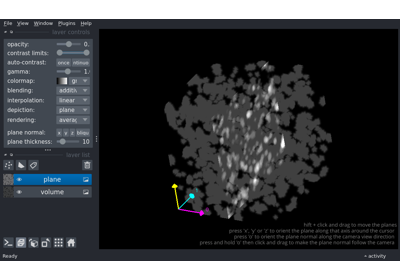 File View Window Plugins Help
layer controls
opacity: 0.
contrast limits:
auto-contrast: once
gamma: 1.
colormap: gr
blending: additiv
interpolation: linear
depiction: plane
rendering: averag
plane normal: x y z
plane thickness: 10
layer list
plane
volume
hift + click and drag to move the plane
press 'x', 'y' or 'z' to orient the plane along that axis around the cursor
press 'o' to orient the plane normal along the camera view direction
press and hold 'o' then click and drag to make the plane normal follow the camera
Ready
activity